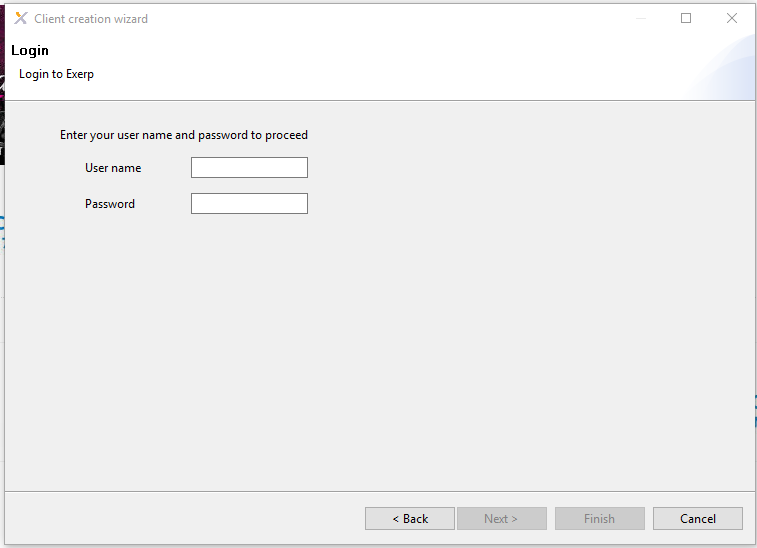 Client creation wizard
Login
Login to Exerp
Enter your user name and password to proceed
User name
Password
< Back Next > Finish Cancel